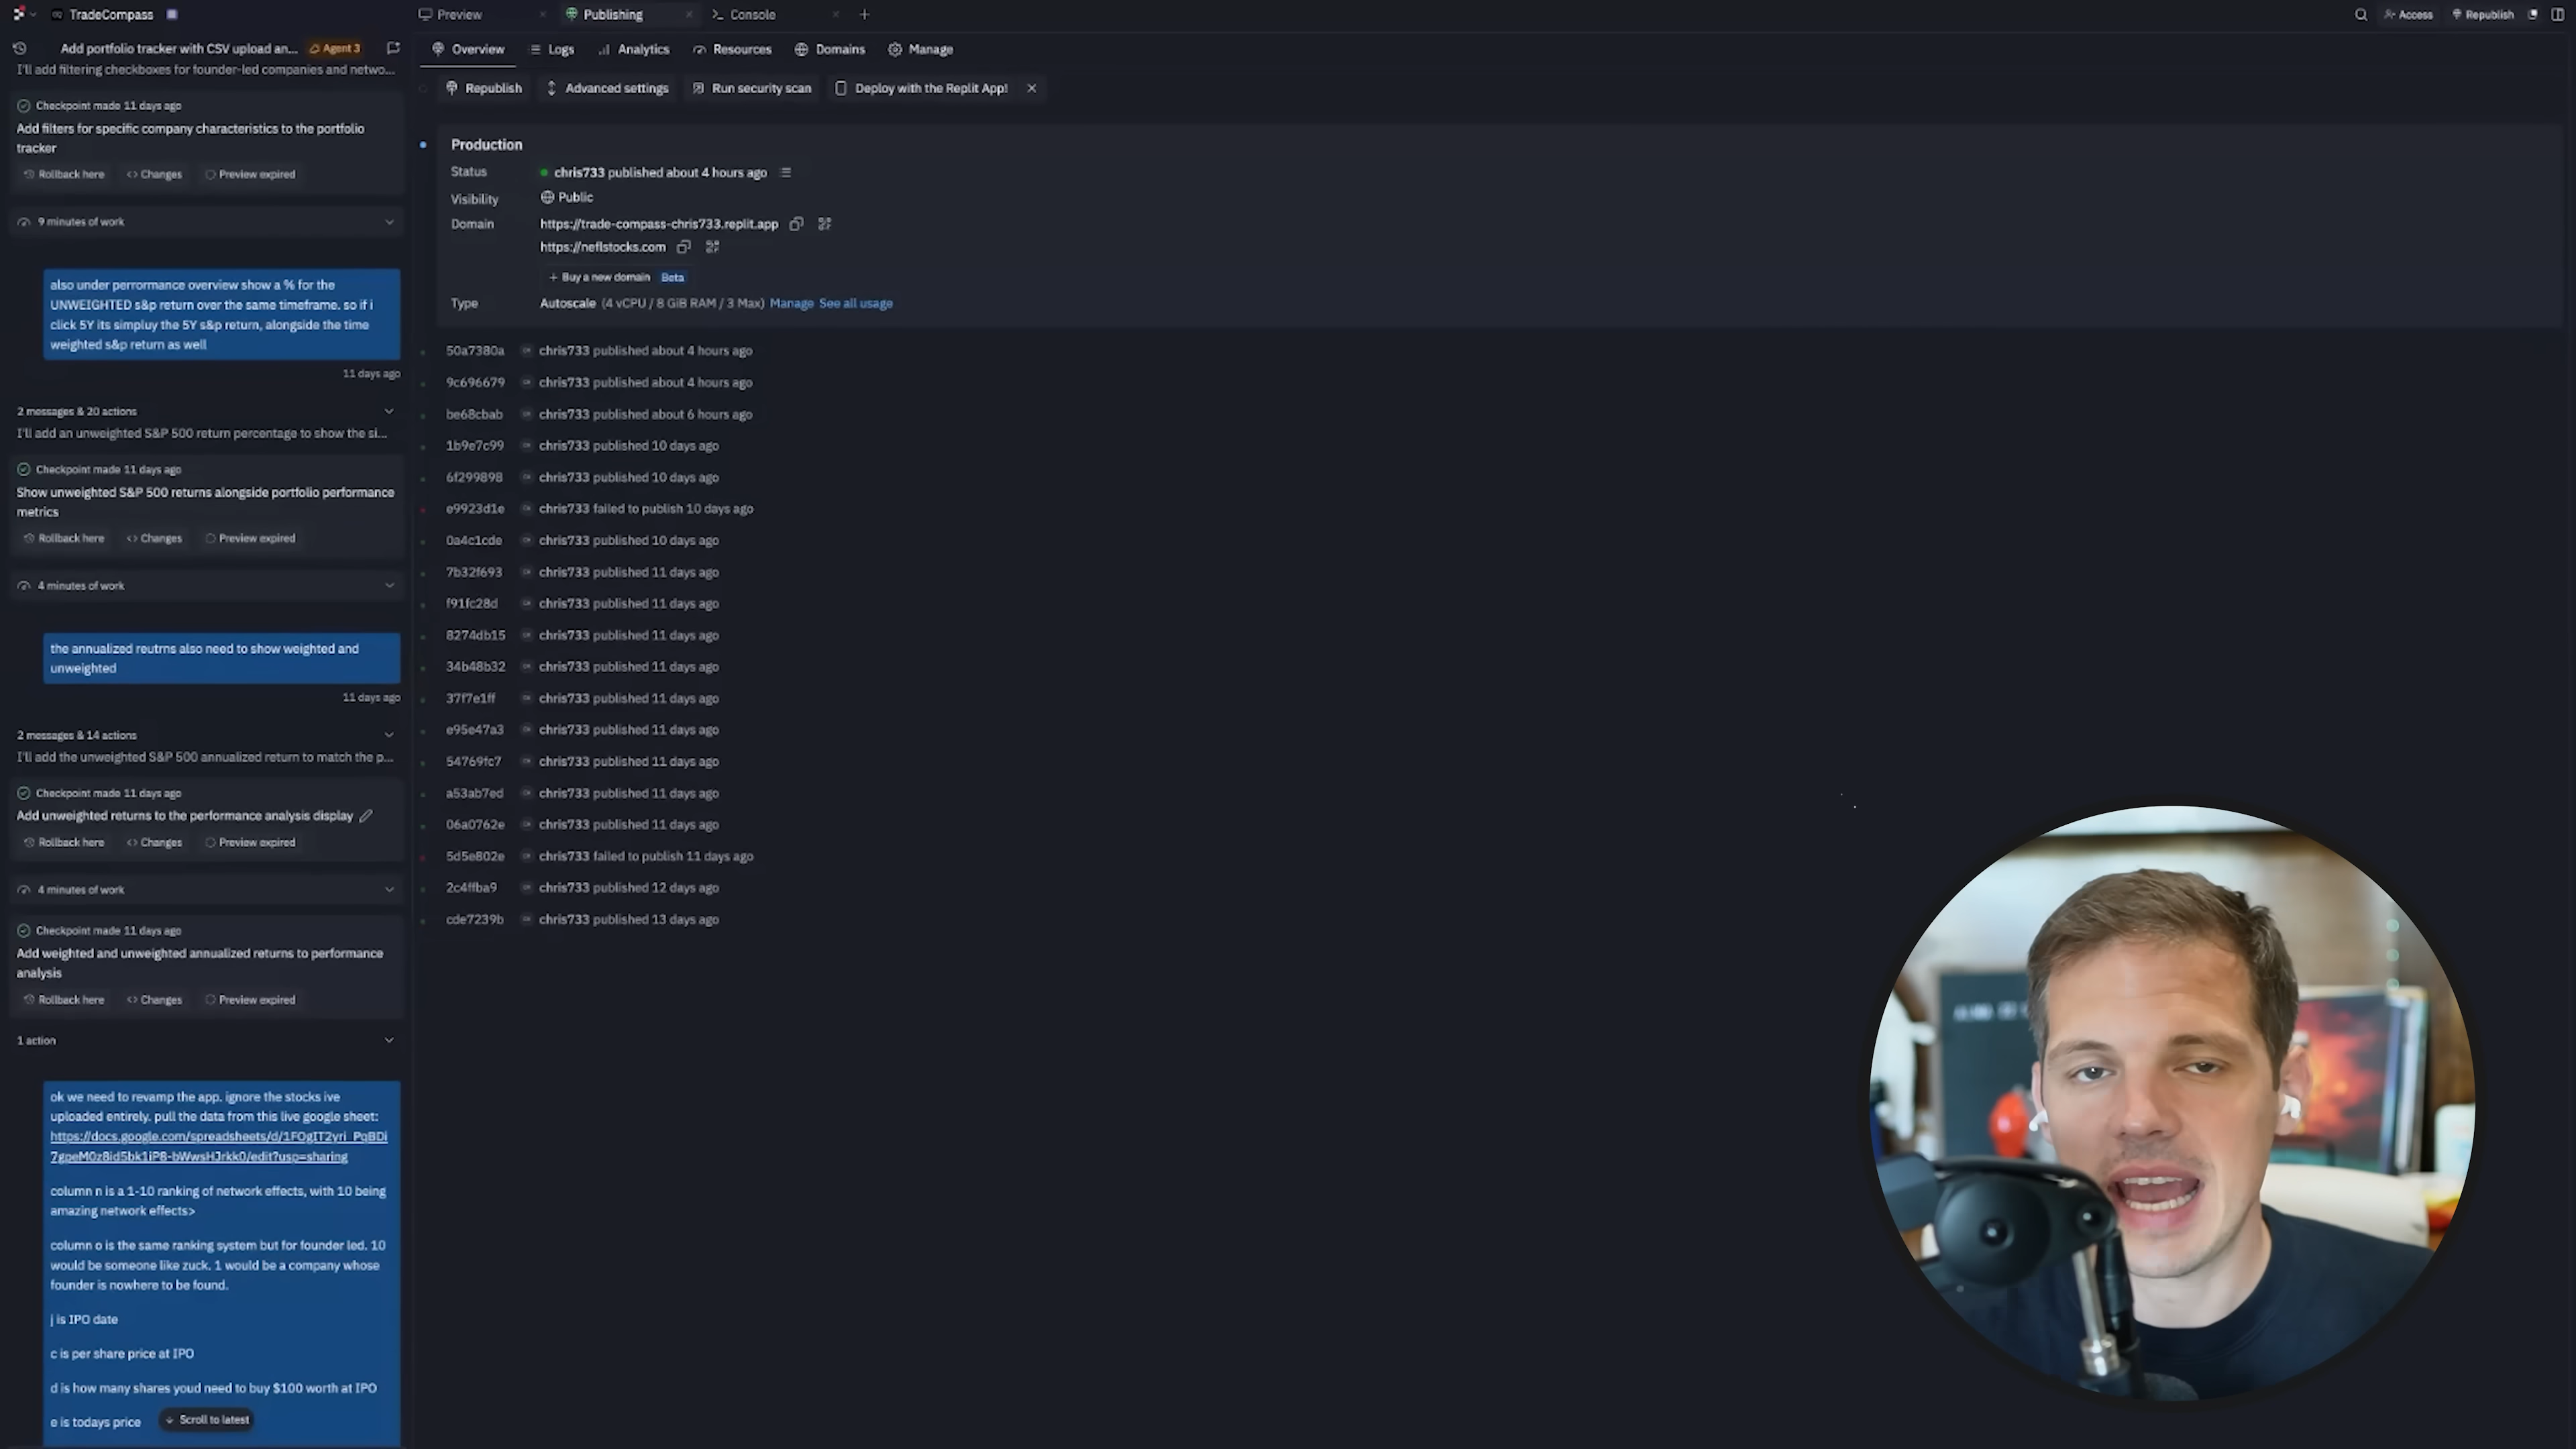 TradeCompass
Preview
Publishing
Console
Access
Republish
Add portfolio tracker with CSV upload an...
Agent 3
I'll add filtering checkboxes for founder-led companies and netwo...
Checkpoint made 11 days ago
Add filters for specific company characteristics to the portfolio
tracker
Rollback here
Changes
Preview expired
9 minutes of work
also under perrormance overview show a % for the
UNWEIGHTED s&p return over the same timeframe. so if i
click 5Y its simpluy the 5Y s&p return, alongside the time
weighted s&p return as well
11 days ago
2 messages & 20 actions
I'll add an unweighted S&P 500 return percentage to show the si...
Checkpoint made 11 days ago
Show unweighted S&P 500 returns alongside portfolio performance
metrics
Rollback here
Changes
Preview expired
4 minutes of work
the annualized reutrns also need to show weighted and
unweighted
11 days ago
2 messages & 14 actions
I'll add the unweighted S&P 500 annualized return to match the p...
Checkpoint made 11 days ago
Add unweighted returns to the performance analysis display
Rollback here
Changes
Preview expired
4 minutes of work
Checkpoint made 11 days ago
Add weighted and unweighted annualized returns to performance
analysis
Rollback here
Changes
Preview expired
1 action
ok we need to revamp the app. ignore the stocks ive
uploaded entirely. pull the data from this live google sheet:
https://docs.google.com/spreadsheets/d/1FOgIT2yri_PqBDi
7gpeM0z8id5bk1iP8-bWwsHJrkk0/edit?usp=sharing
column n is a 1-10 ranking of network effects, with 10 being
amazing network effects>
column o is the same ranking system but for founder led. 10
would be someone like zuck. 1 would be a company whose
founder is nowhere to be found.
j is IPO date
c is per share price at IPO
d is how many shares youd need to buy $100 worth at IPO
e is todays price
Scroll to latest
Overview
Logs
Analytics
Resources
Domains
Manage
Republish
Advanced settings
Run security scan
Deploy with the Replit App!
Production
Status
chris733 published about 4 hours ago
Visibility
Public
Domain
https://trade-compass-chris733.replit.app
https://neflstocks.com
+ Buy a new domain Beta
Type
Autoscale (4 vCPU / 8 GiB RAM / 3 Max) Manage See all usage
50a7380a chris733 published about 4 hours ago
9c696679 chris733 published about 4 hours ago
be68cbab chris733 published about 6 hours ago
1b9e7c99 chris733 published 10 days ago
6f299898 chris733 published 10 days ago
e9923d1e chris733 failed to publish 10 days ago
0a4c1cde chris733 published 10 days ago
7b32f693 chris733 published 11 days ago
f91fc28d chris733 published 11 days ago
8274db15 chris733 published 11 days ago
34b48b32 chris733 published 11 days ago
37f7e1ff chris733 published 11 days ago
e95e47a3 chris733 published 11 days ago
54769fc7 chris733 published 11 days ago
a53ab7ed chris733 published 11 days ago
06a0762e chris733 published 11 days ago
5d5e802e chris733 failed to publish 11 days ago
2c4ffba9 chris733 published 12 days ago
cde7239b chris733 published 13 days ago